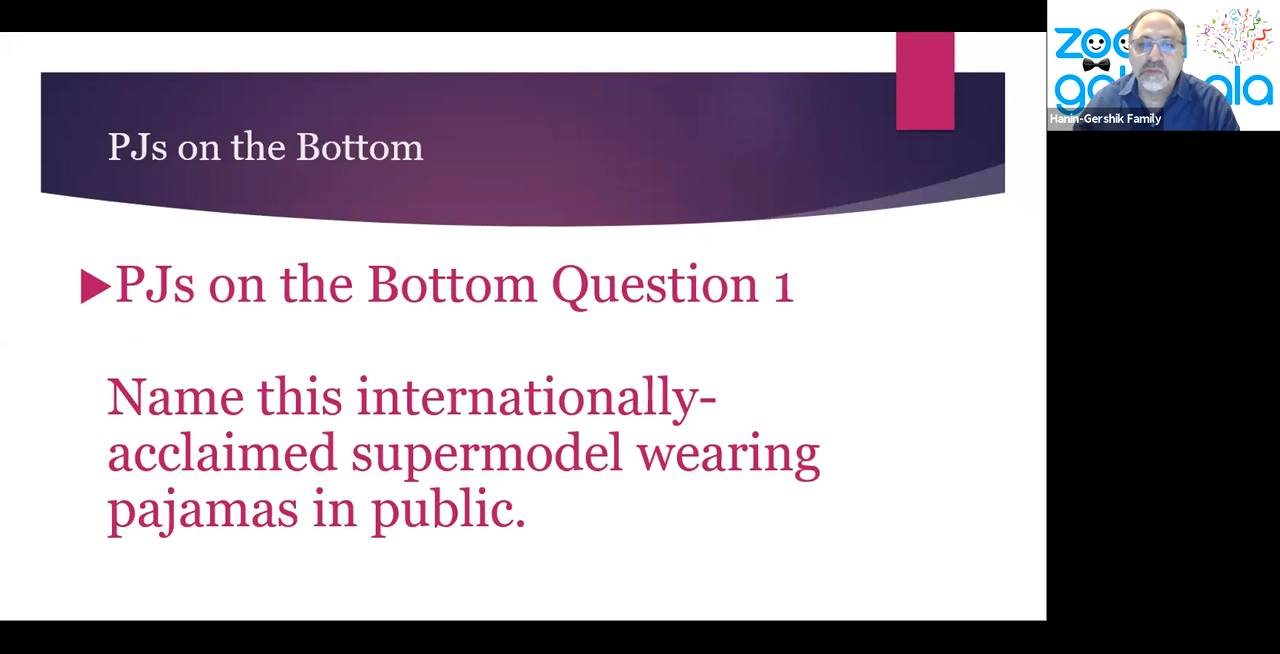 PJs on the Bottom
PJs on the Bottom Question 1
Name this internationally-
acclaimed supermodel wearing
pajamas in public.
Hanin-Gershik Family